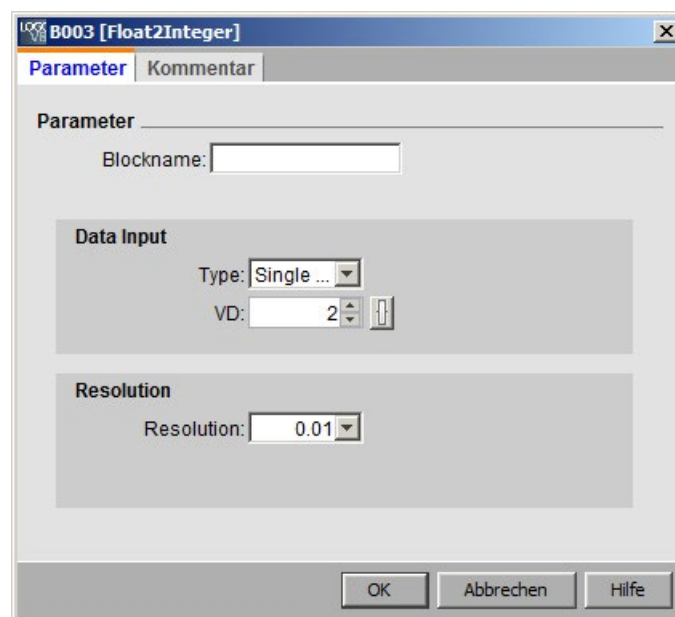 B003 [Float2Integer]
Parameter Kommentar
Parameter
Blockname:
Data Input
Type: Single ...
VD: 2
Resolution
Resolution: 0.01
OK Abbrechen Hilfe